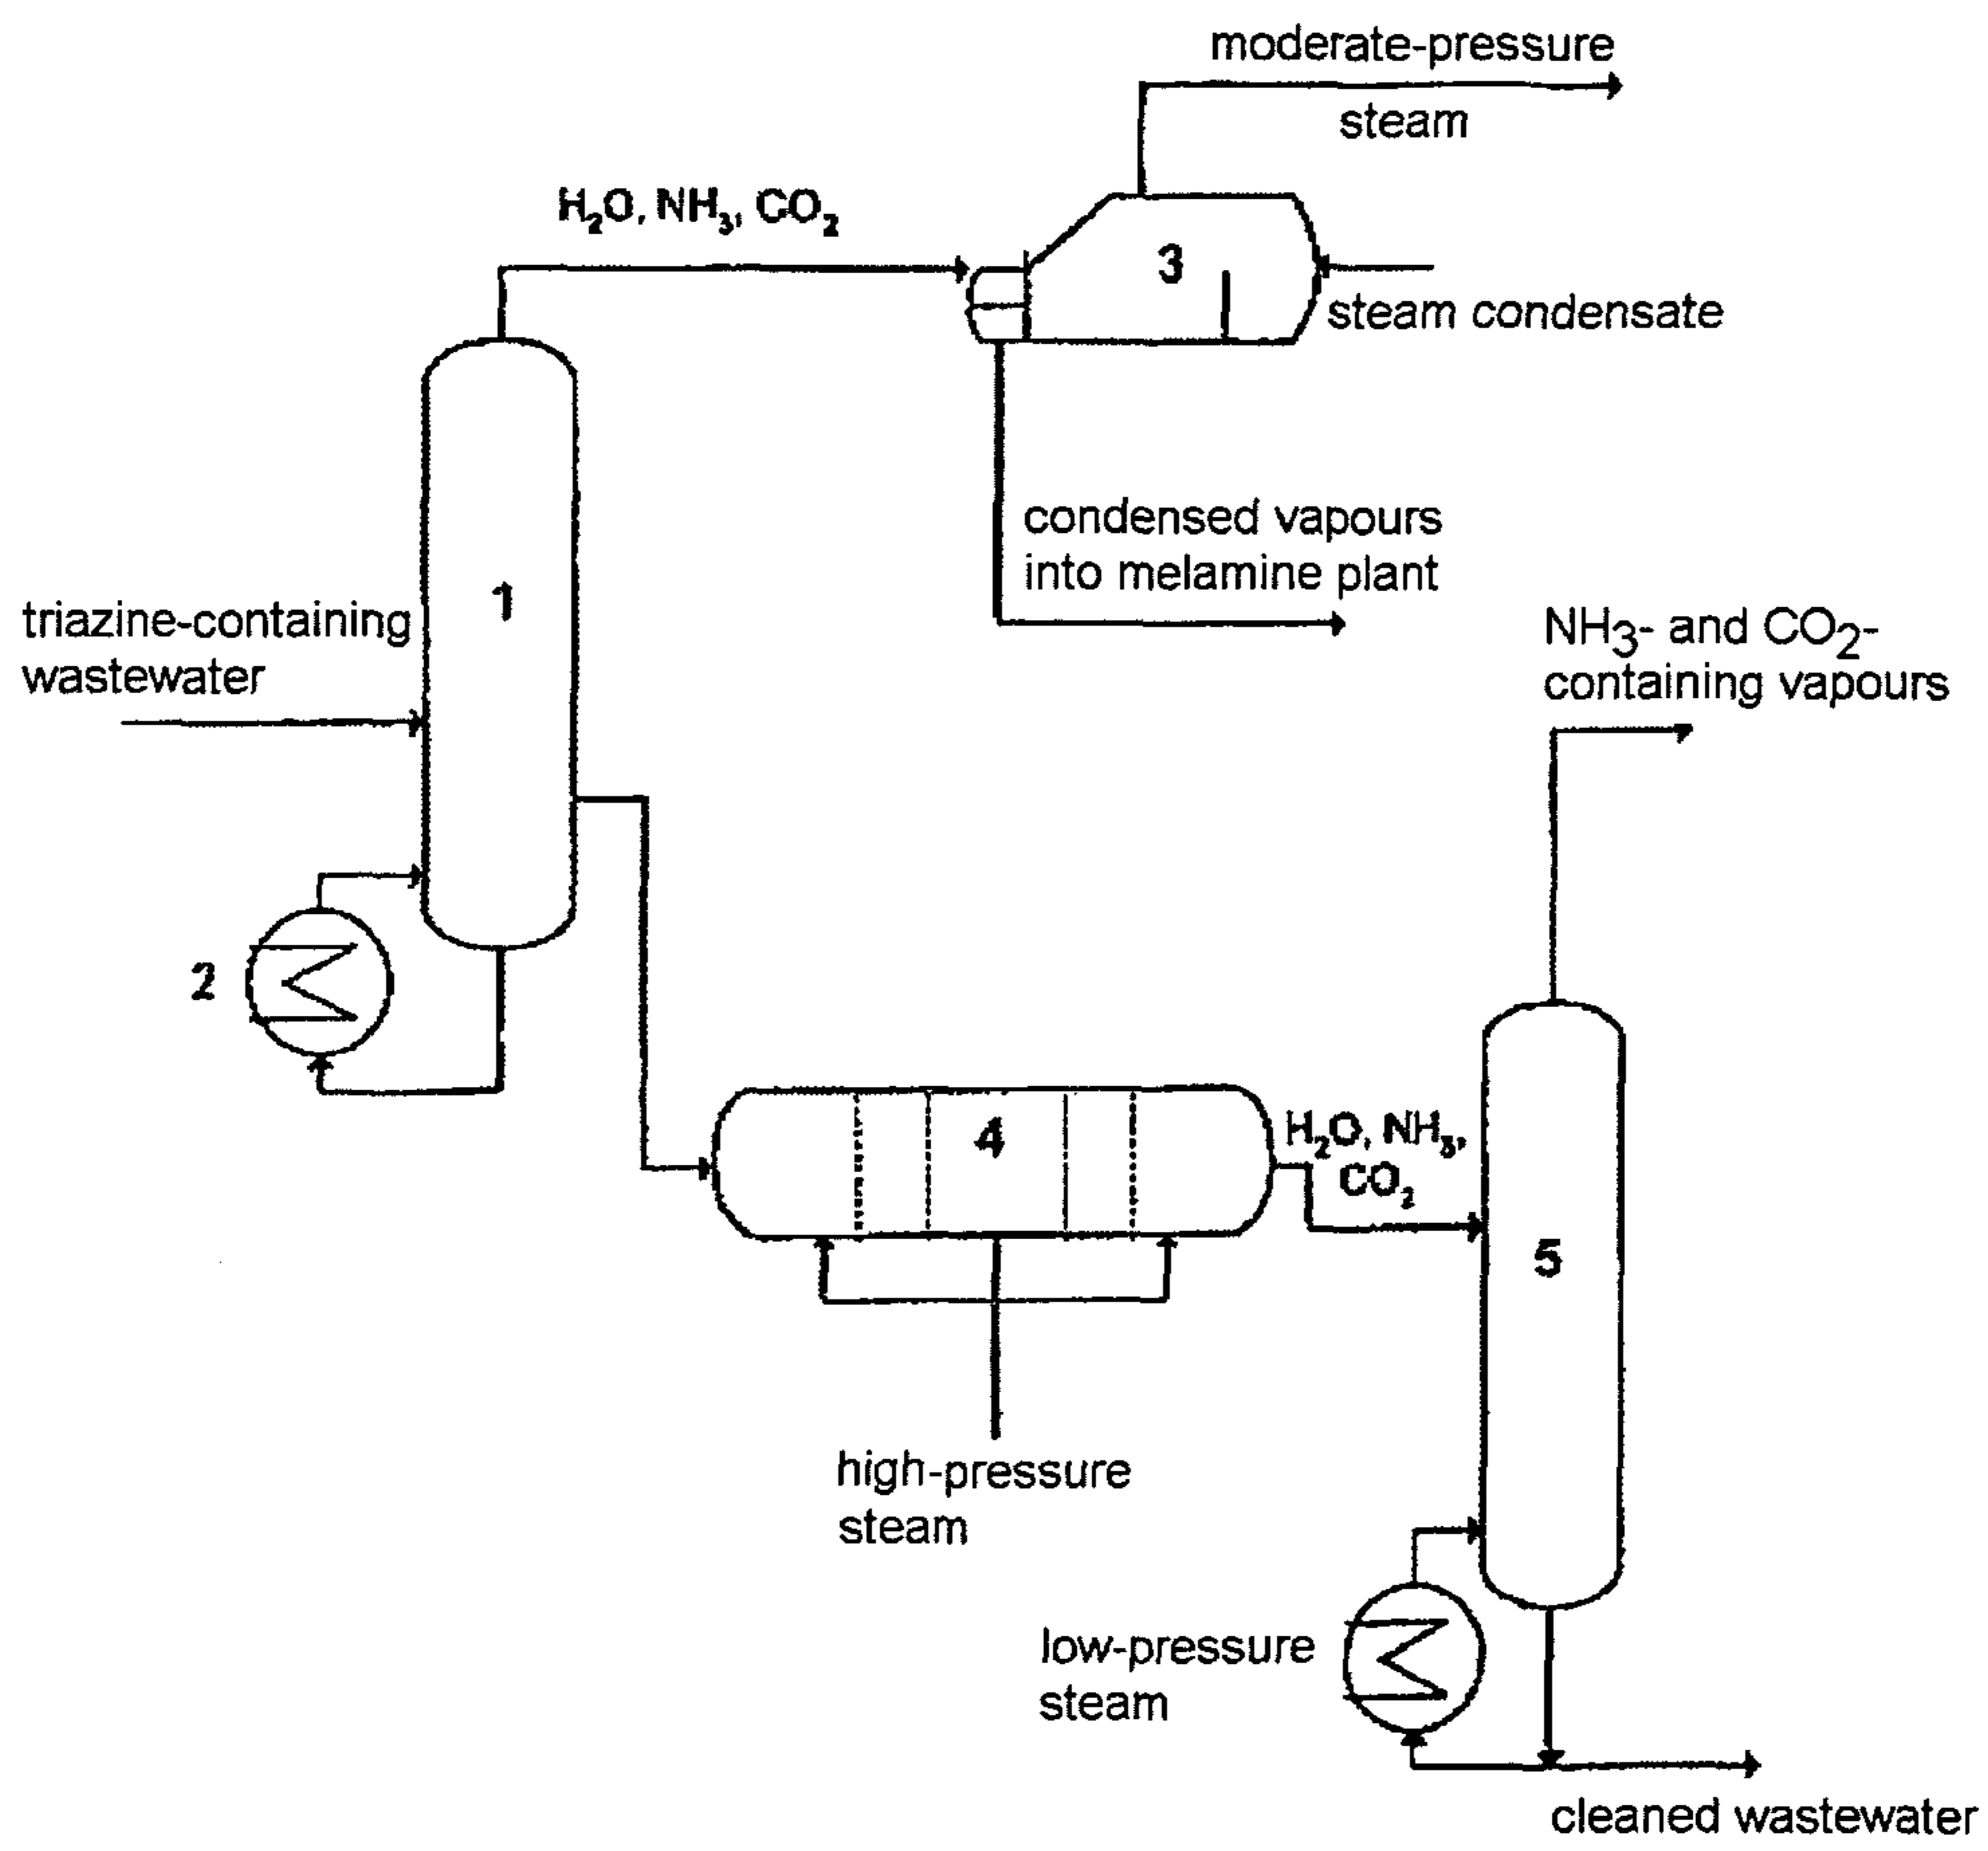 moderate-pressure
steam
H₂O, NH₃, CO₂
3
steam condensate
1
condensed vapours
into melamine plant
triazine-containing
wastewater
NH3- and CO2-
containing vapours
2
4
H₂O, NH₃,
CO₂
5
high-pressure
steam
low-pressure
steam
cleaned wastewater